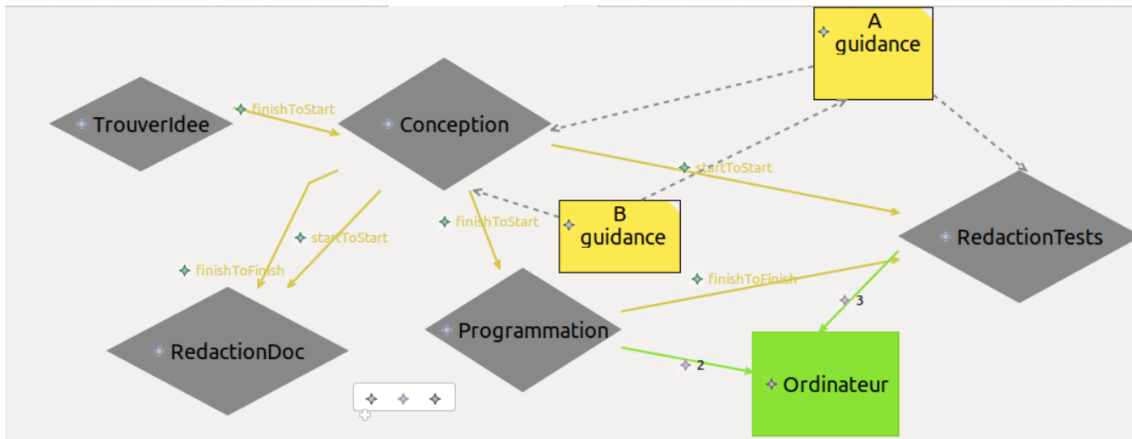 A
guidance
finishToStart
TrouverIdee
Conception
startToStart
B
guidance
finishToStart
startToStart
RedactionTests
finishToFinish
finishToFinish
3
Programmation
RedactionDoc
2
Ordinateur